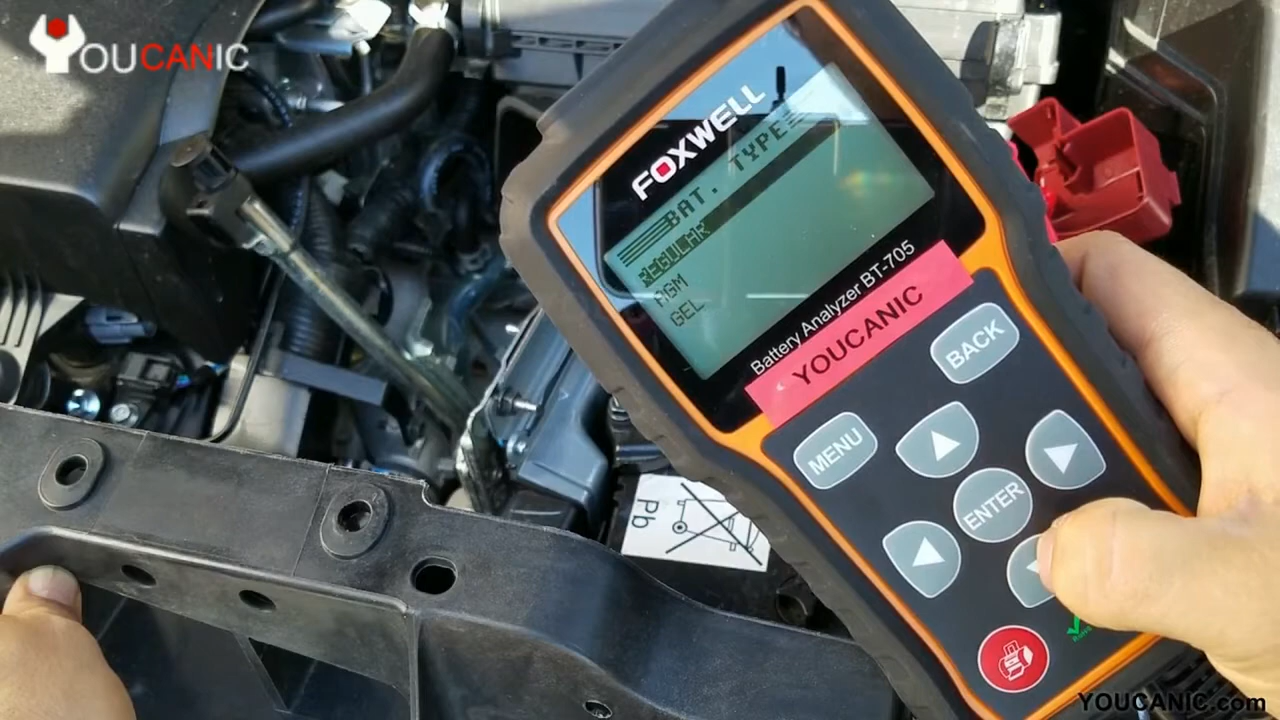 YOUCANIC
FOXWELL
BAT. TYPE
REGULAR
AGM
GEL
Battery Analyzer BT-705
YOUCANIC
BACK
MENU
ENTER
Pb
YOUCANIC.com